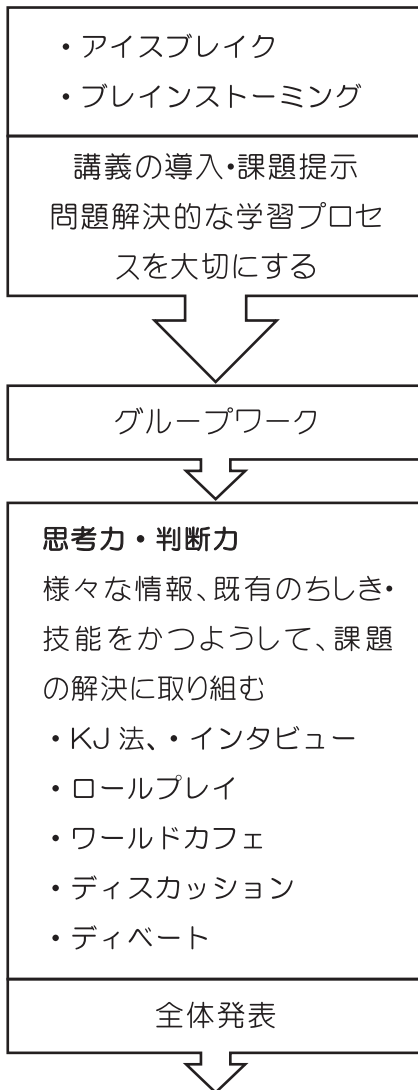 ・アイスブレイク
・ブレインストーミング
講義の導入・課題提示
問題解決的な学習プロセ
スを大切にする
グループワーク
思考力・判断力
様々な情報、既有のちしき・
技能をかつようして、課題
の解決に取り組む
・KJ 法、・インタビュー
・ロールプレイ
・ワールドカフェ
・ディスカッション
・ディベート
全体発表